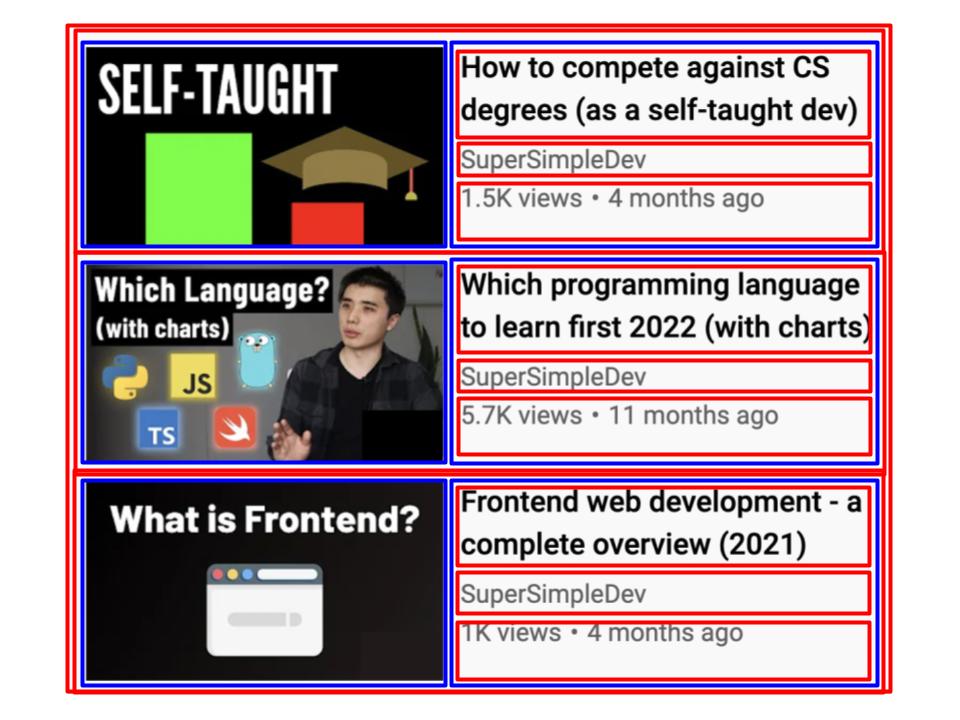 SELF-TAUGHT
How to compete against CS
degrees (as a self-taught dev)
SuperSimpleDev
1.5K views • 4 months ago
Which Language?
(with charts)
JS
TS
Which programming language
to learn first 2022 (with charts)
SuperSimpleDev
5.7K views • 11 months ago
What is Frontend?
Frontend web development - a
complete overview (2021)
SuperSimpleDev
1K views • 4 months ago